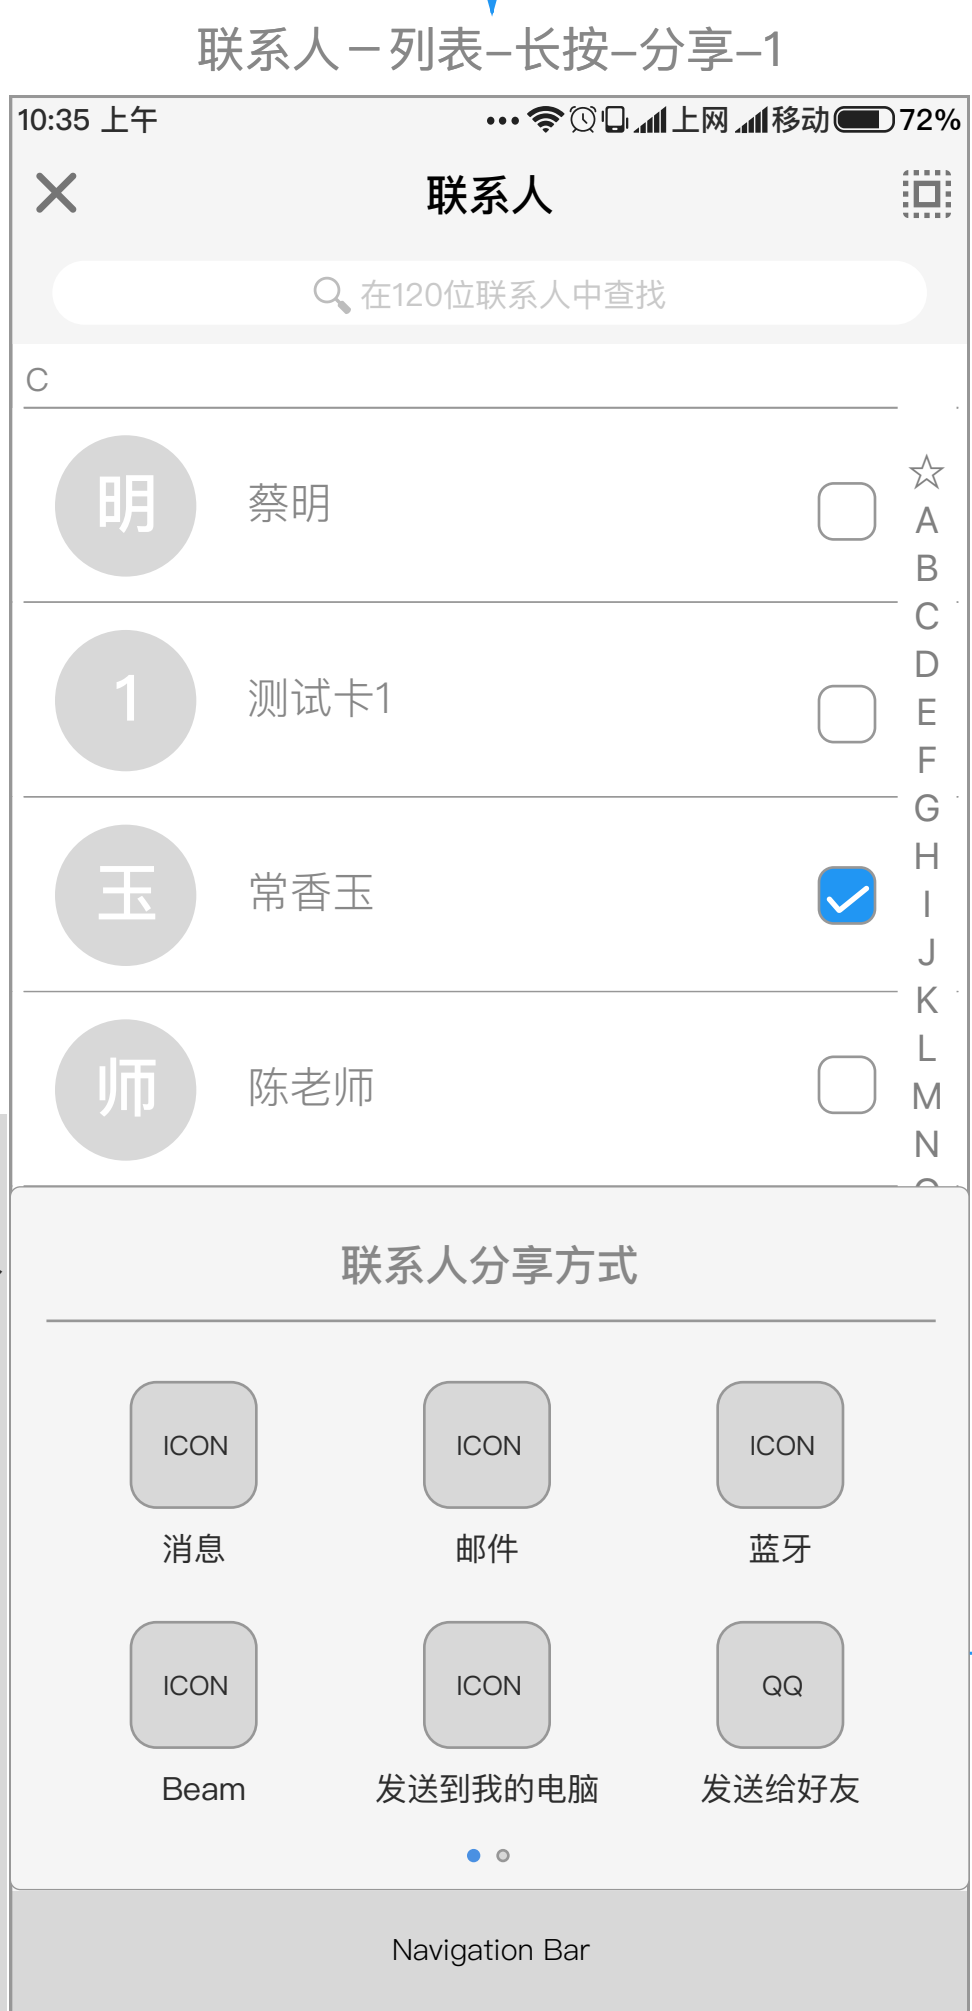 联系人－列表–长按–分享–1
10:35 上午 上网 移动 72%
联系人
在120位联系人中查找
C
明 蔡明
1 测试卡1
玉 常香玉
师 陈老师
☆
A
B
C
D
E
F
G
H
I
J
K
L
M
N
联系人分享方式
ICON ICON ICON
消息 邮件 蓝牙
ICON ICON QQ
Beam 发送到我的电脑 发送给好友
Navigation Bar